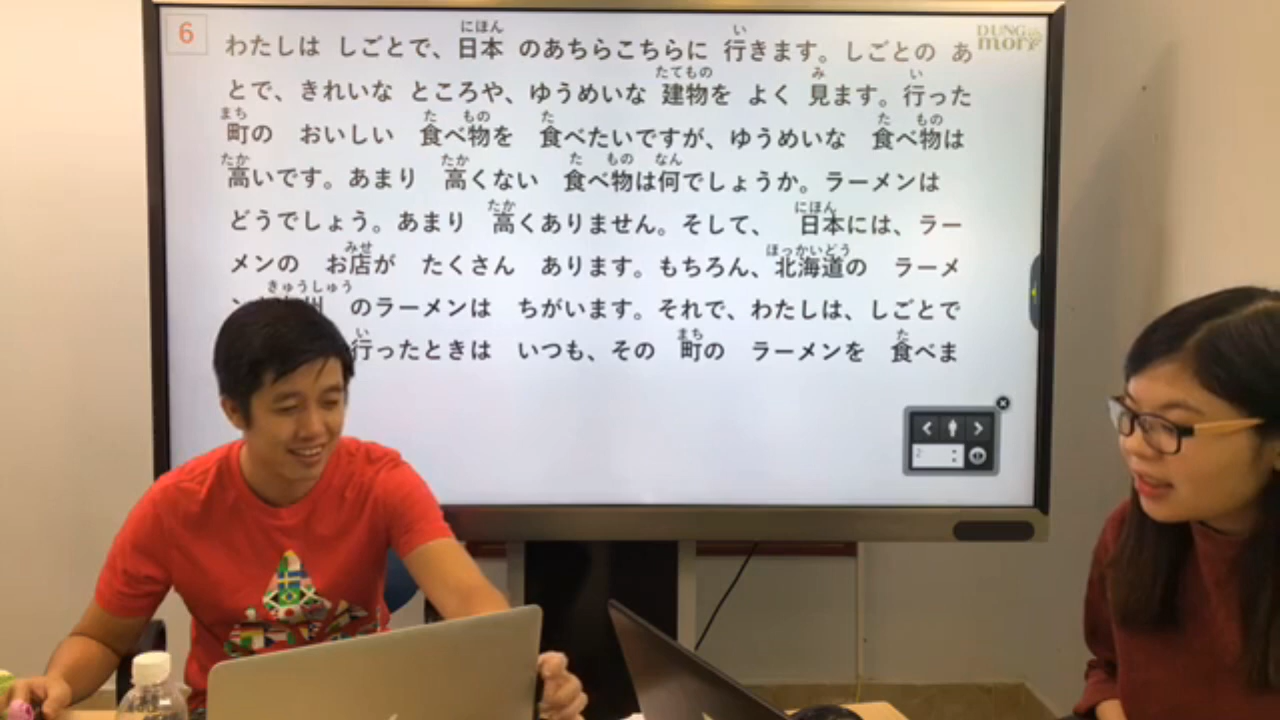 6
DUNG
mori
わたしは しごとで、日本 のあちらこちらに 行きます。しごとの あ
とで、きれいな ところや、ゆうめいな 建物を よく 見ます。行った
町の おいしい 食べ物を 食べたいですが、ゆうめいな 食べ物は
高いです。あまり 高くない 食べ物は何でしょうか。ラーメンは
どうでしょう。あまり 高くありません。そして、 日本には、ラー
メンの お店が たくさん あります。もちろん、北海道の ラーメ
のラーメンは ちがいます。それで、わたしは、しごとで
行ったときは いつも、その 町の ラーメンを 食べま
2